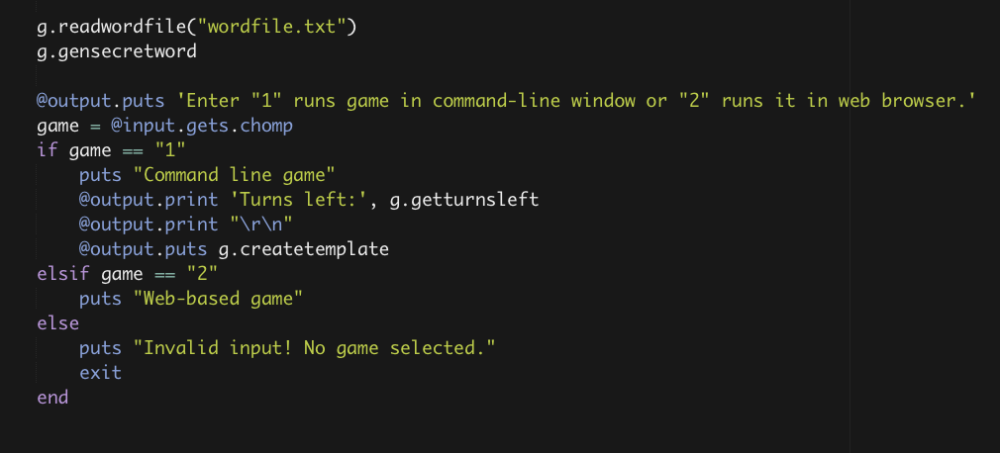 g.readwordfile("wordfile.txt")
g.gensecretword
@output.puts 'Enter "1" runs game in command-line window or "2" runs it in web browser.'
game = @input.gets.chomp
if game == "1"
    puts "Command line game"
    @output.print 'Turns left:', g.getturnsleft
    @output.print "\r\n"
    @output.puts g.createtemplate
elsif game == "2"
    puts "Web-based game"
else
    puts "Invalid input! No game selected."
    exit
end